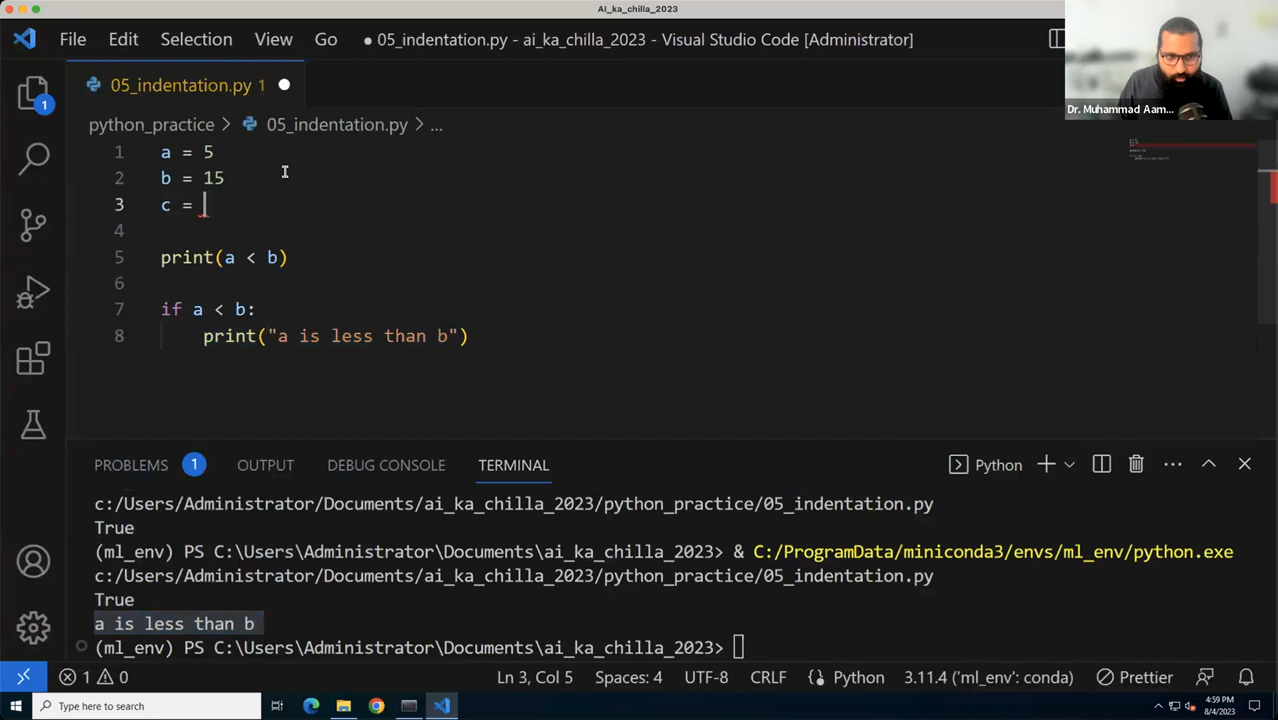 AI_ka_chilla_2023
File Edit Selection View Go ● 05_indentation.py - ai_ka_chilla_2023 - Visual Studio Code [Administrator]
Dr. Muhammad Aam...
05_indentation.py 1
1
python_practice > 05_indentation.py > ...
1 a = 5
2 b = 15
3 c =
4
5 print(a < b)
6
7 if a < b:
8 print("a is less than b")
PROBLEMS 1 OUTPUT DEBUG CONSOLE TERMINAL Python
c:/Users/Administrator/Documents/ai_ka_chilla_2023/python_practice/05_indentation.py
True
(ml_env) PS C:\Users\Administrator\Documents\ai_ka_chilla_2023> & C:/ProgramData/miniconda3/envs/ml_env/python.exe
c:/Users/Administrator/Documents/ai_ka_chilla_2023/python_practice/05_indentation.py
True
a is less than b
(ml_env) PS C:\Users\Administrator\Documents\ai_ka_chilla_2023>
1 0 Ln 3, Col 5 Spaces: 4 UTF-8 CRLF Python 3.11.4 ('ml_env': conda) Prettier
Type here to search
4:59 PM
8/4/2023